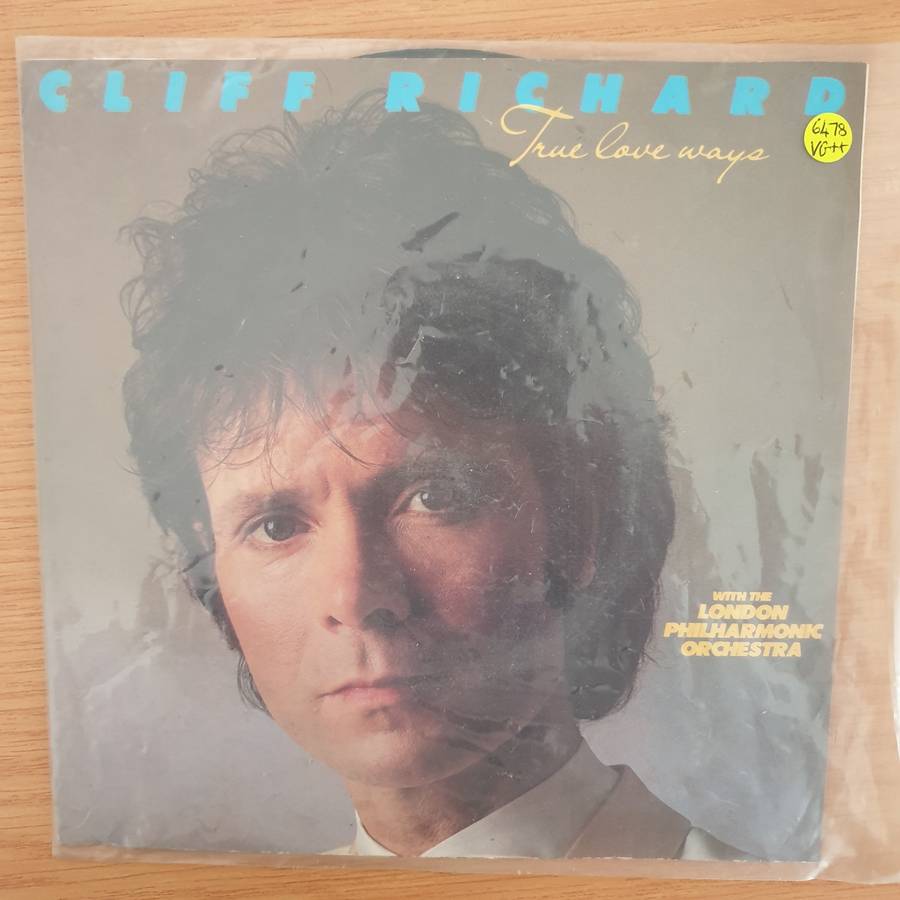 CLIFF RICHARD
True love ways
6478
VG++
WITH THE
LONDON
PHILHARMONIC
ORCHESTRA